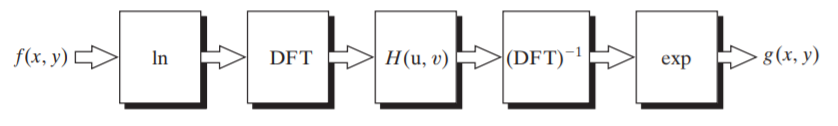 f(x, y) ln DFT H(u, v) (DFT)⁻¹ exp g(x, y)